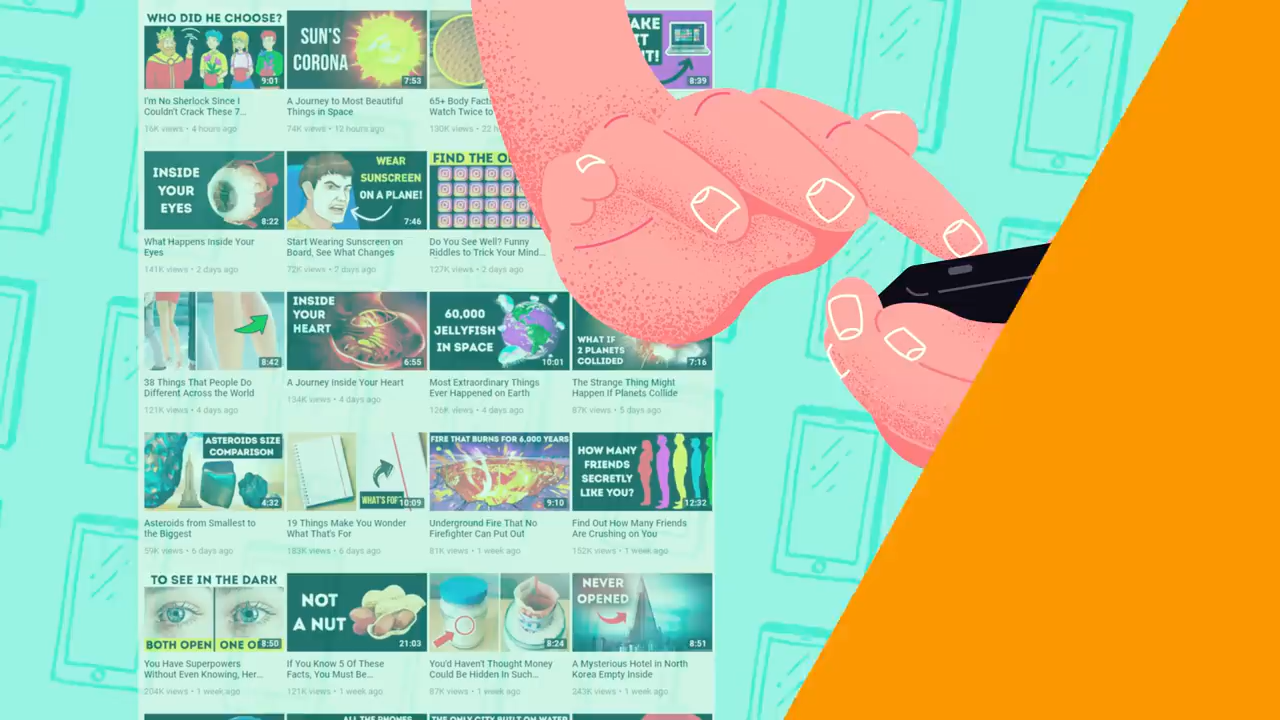 WHO DID HE CHOOSE?
9:01
I'm No Sherlock Since I
Couldn't Crack These 7...
16K views • 4 hours ago
SUN'S
CORONA
7:53
A Journey to Most Beautiful
Things in Space
74K views • 12 hours ago
65+ Body Facts
Watch Twice to
130K views • 22 h
AKE
T
T!
8:39
INSIDE
YOUR
EYES
8:22
What Happens Inside Your
Eyes
141K views • 2 days ago
WEAR
SUNSCREEN
ON A PLANE!
7:46
Start Wearing Sunscreen on
Board, See What Changes
72K views • 2 days ago
FIND THE O
Do You See Well? Funny
Riddles to Trick Your Mind...
127K views • 2 days ago
8:42
38 Things That People Do
Different Across the World
121K views • 4 days ago
INSIDE
YOUR
HEART
6:55
A Journey Inside Your Heart
134K views • 4 days ago
60,000
JELLYFISH
IN SPACE
10:01
Most Extraordinary Things
Ever Happened on Earth
126K views • 4 days ago
WHAT IF
2 PLANETS
COLLIDED
7:16
The Strange Thing Might
Happen If Planets Collide
87K views • 5 days ago
ASTEROIDS SIZE
COMPARISON
4:32
Asteroids from Smallest to
the Biggest
59K views • 6 days ago
WHAT'S FOR
10:09
19 Things Make You Wonder
What That's For
183K views • 6 days ago
FIRE THAT BURNS FOR 6,000 YEARS
9:10
Underground Fire That No
Firefighter Can Put Out
81K views • 1 week ago
HOW MANY
FRIENDS
SECRETLY
LIKE YOU?
12:32
Find Out How Many Friends
Are Crushing on You
152K views • 1 week ago
TO SEE IN THE DARK
BOTH OPEN ONE O
8:50
You Have Superpowers
Without Even Knowing, Her...
204K views • 1 week ago
NOT
A NUT
21:03
If You Know 5 Of These
Facts, You Must Be...
121K views • 1 week ago
8:24
You'd Haven't Thought Money
Could Be Hidden In Such...
87K views • 1 week ago
NEVER
OPENED
8:51
A Mysterious Hotel in North
Korea Empty Inside
243K views • 1 week ago
ALL THE PHONES
THE ONLY CITY BUILT ON WATER